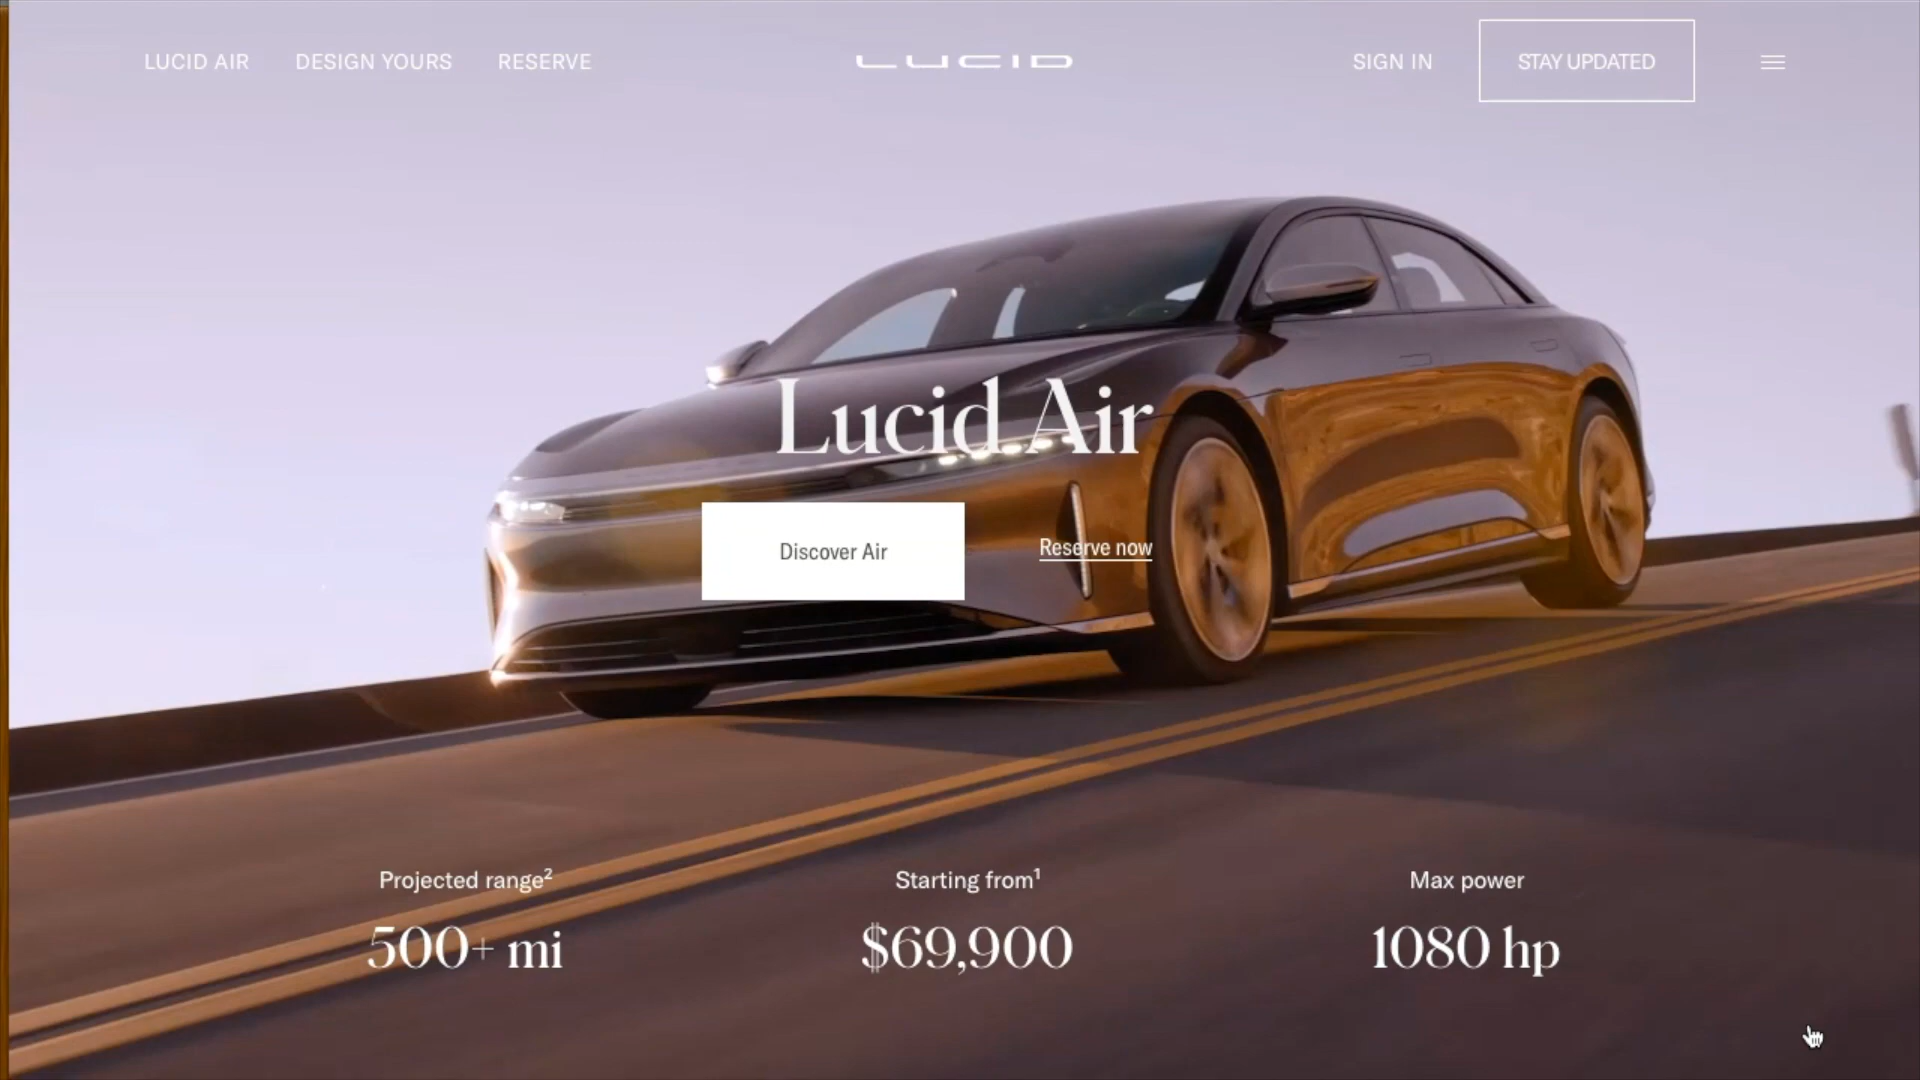 LUCID AIR DESIGN YOURS RESERVE LUCID SIGN IN STAY UPDATED
Lucid Air
Discover Air Reserve now
Projected range² Starting from¹ Max power
500+ mi $69,900 1080 hp